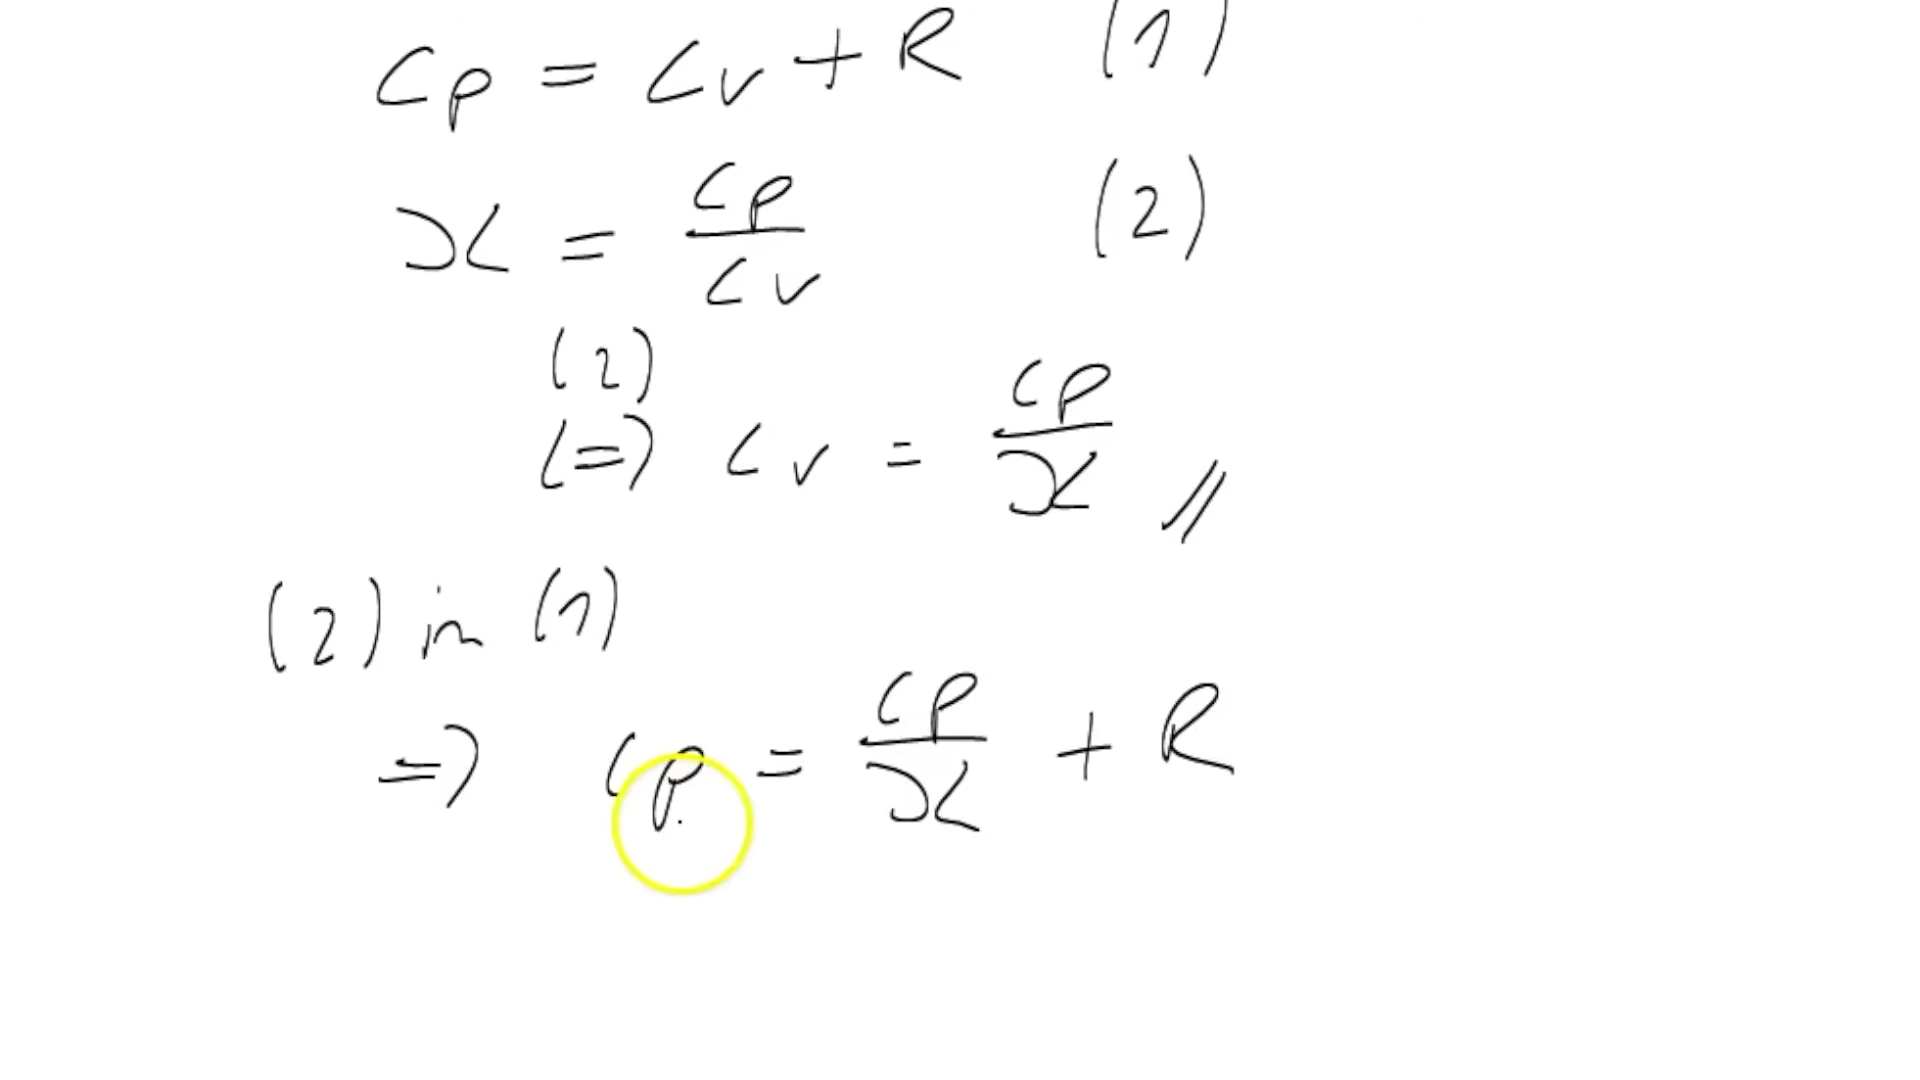 cp = cv + R (1)
ϰ = cp/cv (2)
(2)
<=> cv = cp/ϰ //
(2) in (1)
=> cp = cp/ϰ + R